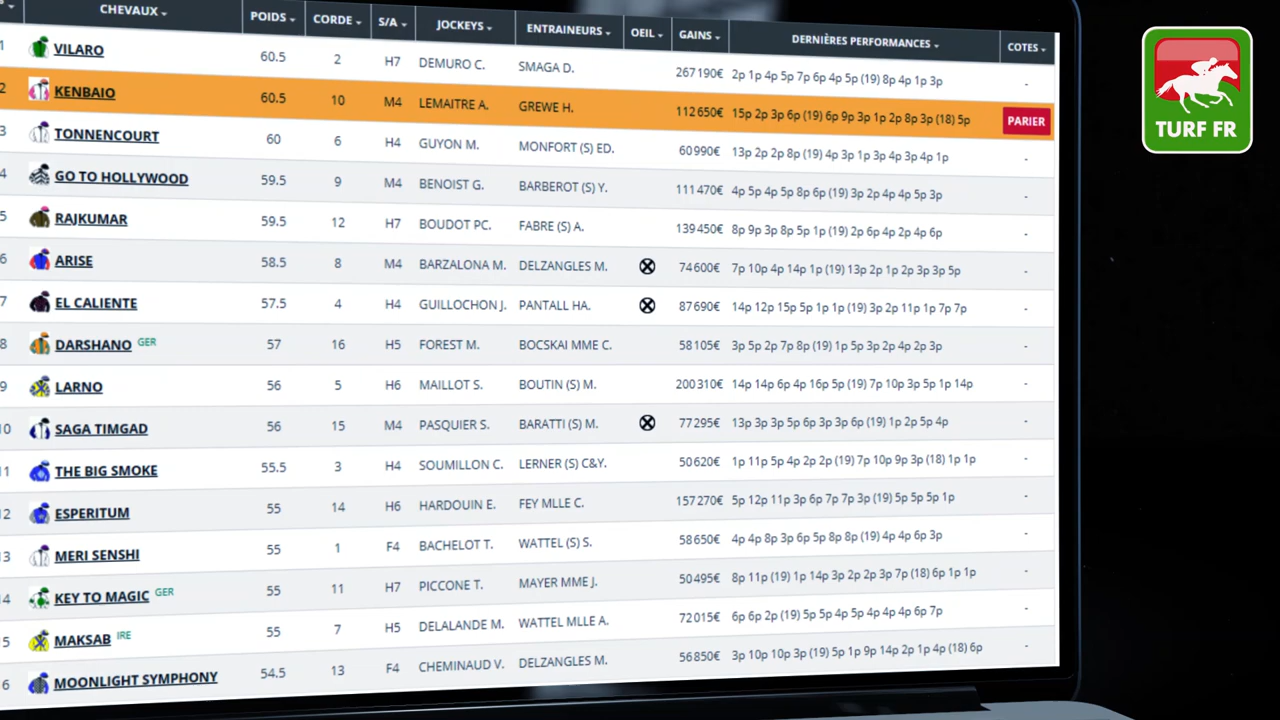 CHEVAUX POIDS CORDE S/A JOCKEYS ENTRAINEURS OEIL GAINS DERNIÈRES PERFORMANCES COTES
1 VILARO 60.5 2 H7 DEMURO C. SMAGA D. 267190€ 2p 1p 4p 5p 7p 6p 4p 5p (19) 8p 4p 1p 3p -
2 KENBAIO 60.5 10 M4 LEMAITRE A. GREWE H. 112650€ 15p 2p 3p 6p (19) 6p 9p 3p 1p 2p 8p 3p (18) 5p PARIER
3 TONNENCOURT 60 6 H4 GUYON M. MONFORT (S) ED. 60990€ 13p 2p 2p 8p (19) 4p 3p 1p 3p 4p 3p 4p 1p -
4 GO TO HOLLYWOOD 59.5 9 M4 BENOIST G. BARBEROT (S) Y. 111470€ 4p 5p 4p 5p 8p 6p (19) 3p 2p 4p 4p 5p 3p -
5 RAJKUMAR 59.5 12 H7 BOUDOT PC. FABRE (S) A. 139450€ 8p 9p 3p 8p 5p 1p (19) 2p 6p 4p 2p 4p 6p -
6 ARISE 58.5 8 M4 BARZALONA M. DELZANGLES M. 74600€ 7p 10p 4p 14p 1p (19) 13p 2p 1p 2p 3p 3p 5p -
7 EL CALIENTE 57.5 4 H4 GUILLOCHON J. PANTALL HA. 87690€ 14p 12p 15p 5p 1p 1p (19) 3p 2p 11p 1p 7p 7p -
8 DARSHANO GER 57 16 H5 FOREST M. BOCSKAI MME C. 58105€ 3p 5p 2p 7p 8p (19) 1p 5p 3p 2p 4p 2p 3p -
9 LARNO 56 5 H6 MAILLOT S. BOUTIN (S) M. 200310€ 14p 14p 6p 4p 16p 5p (19) 7p 10p 3p 5p 1p 14p -
10 SAGA TIMGAD 56 15 M4 PASQUIER S. BARATTI (S) M. 77295€ 13p 3p 3p 5p 6p 3p 3p 6p (19) 1p 2p 5p 4p -
11 THE BIG SMOKE 55.5 3 H4 SOUMILLON C. LERNER (S) C&Y. 50620€ 1p 11p 5p 4p 2p 2p (19) 7p 10p 9p 3p (18) 1p 1p -
12 ESPERITUM 55 14 H6 HARDOUIN E. FEY MLLE C. 157270€ 5p 12p 11p 3p 6p 7p 7p 3p (19) 5p 5p 5p 1p -
13 MERI SENSHI 55 1 F4 BACHELOT T. WATTEL (S) S. 58650€ 4p 4p 8p 3p 6p 5p 8p 8p (19) 4p 4p 6p 3p -
14 KEY TO MAGIC GER 55 11 H7 PICCONE T. MAYER MME J. 50495€ 8p 11p (19) 1p 14p 3p 2p 2p 3p 7p (18) 6p 1p 1p -
5 MAKSAB IRE 55 7 H5 DELALANDE M. WATTEL MLLE A. 72015€ 6p 6p 2p (19) 5p 5p 4p 5p 4p 4p 4p 6p 7p -
6 MOONLIGHT SYMPHONY 54.5 13 F4 CHEMINAUD V. DELZANGLES M. 56850€ 3p 10p 10p 3p (19) 5p 1p 9p 14p 2p 1p 4p (18) 6p -
TURF FR